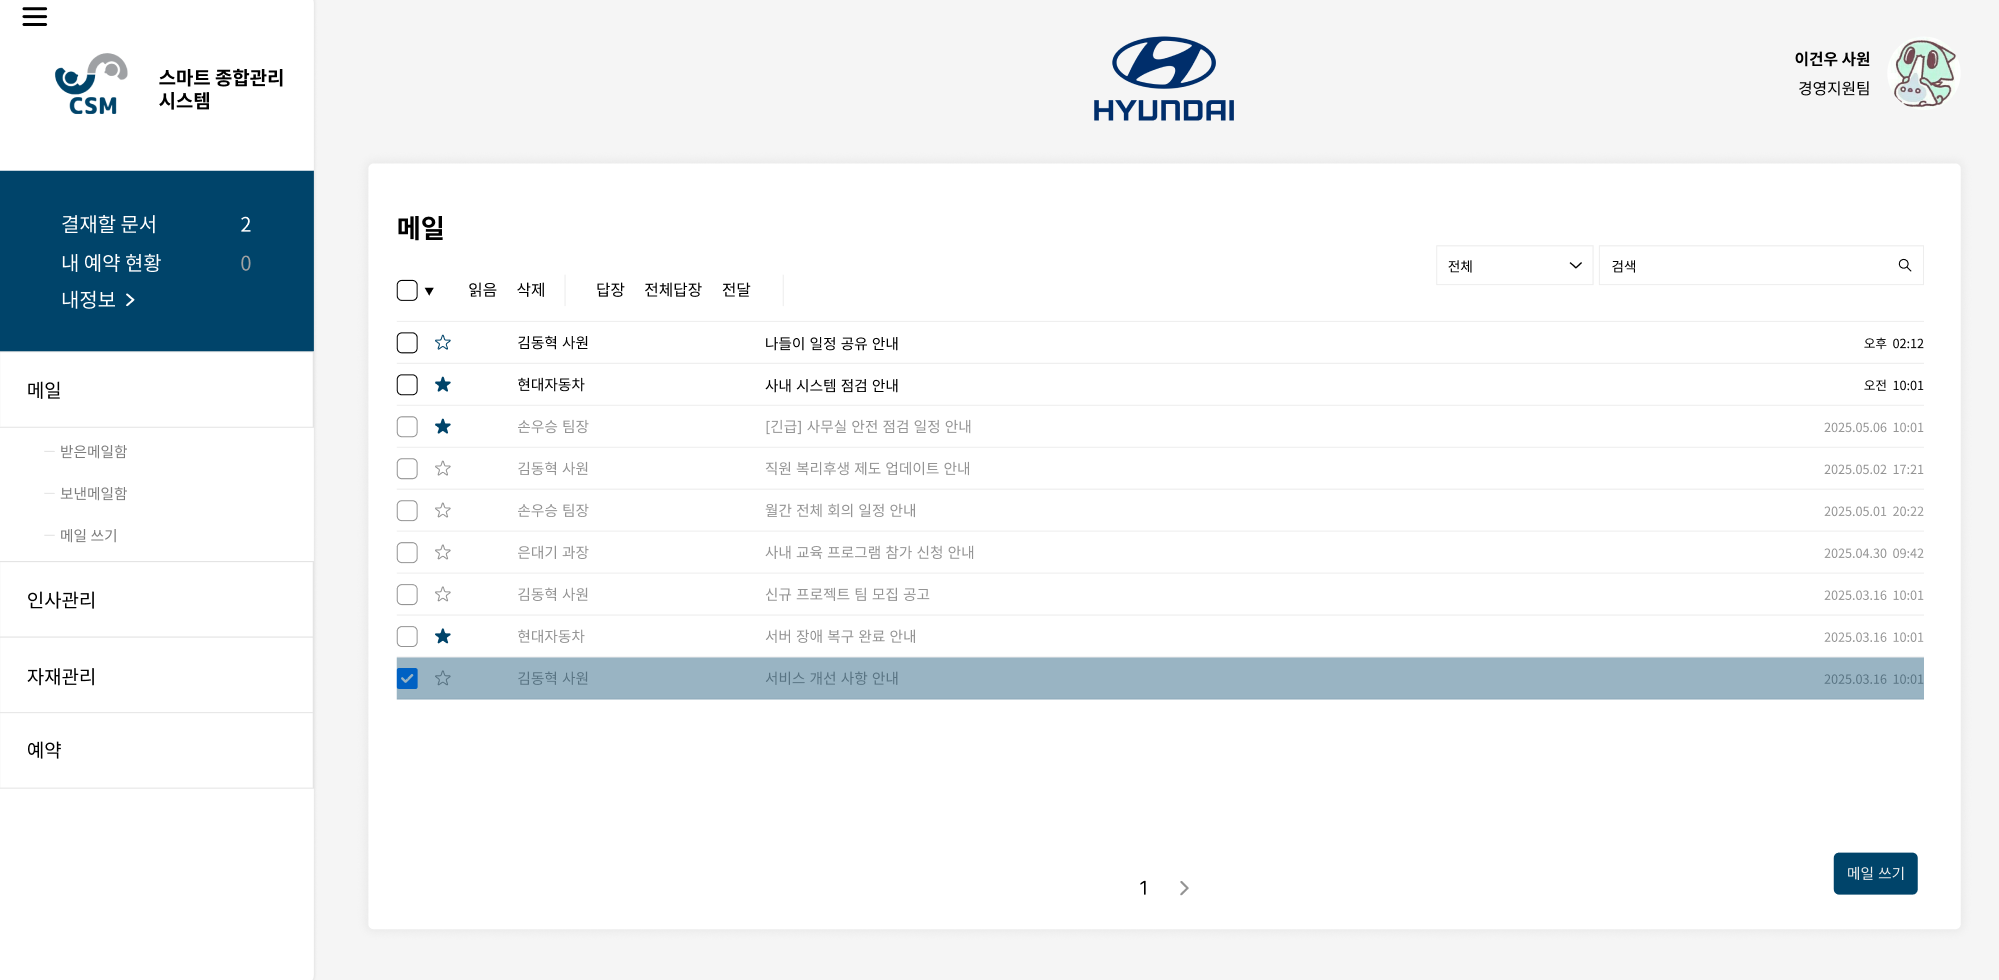 CSM
스마트 종합관리
시스템
HYUNDAI
이건우 사원
경영지원팀
결재할 문서 2
내 예약 현황 0
내정보
메일
받은메일함
보낸메일함
메일 쓰기
인사관리
자재관리
예약
메일
전체 검색
읽음 삭제 답장 전체답장 전달
김동혁 사원 나들이 일정 공유 안내 오후 02:12
현대자동차 사내 시스템 점검 안내 오전 10:01
손우승 팀장 [긴급] 사무실 안전 점검 일정 안내 2025.05.06 10:01
김동혁 사원 직원 복리후생 제도 업데이트 안내 2025.05.02 17:21
손우승 팀장 월간 전체 회의 일정 안내 2025.05.01 20:22
은대기 과장 사내 교육 프로그램 참가 신청 안내 2025.04.30 09:42
김동혁 사원 신규 프로젝트 팀 모집 공고 2025.03.16 10:01
현대자동차 서버 장애 복구 완료 안내 2025.03.16 10:01
김동혁 사원 서비스 개선 사항 안내 2025.03.16 10:01
메일 쓰기
1